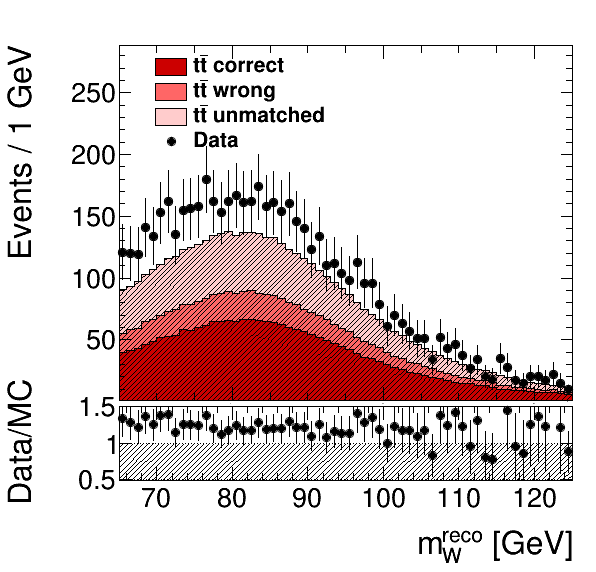 Events / 1 GeV
250
200
150
100
50
tt̄ correct
tt̄ wrong
tt̄ unmatched
Data
Data/MC
1.5
1
0.5
70 80 90 100 110 120
m_W^reco [GeV]